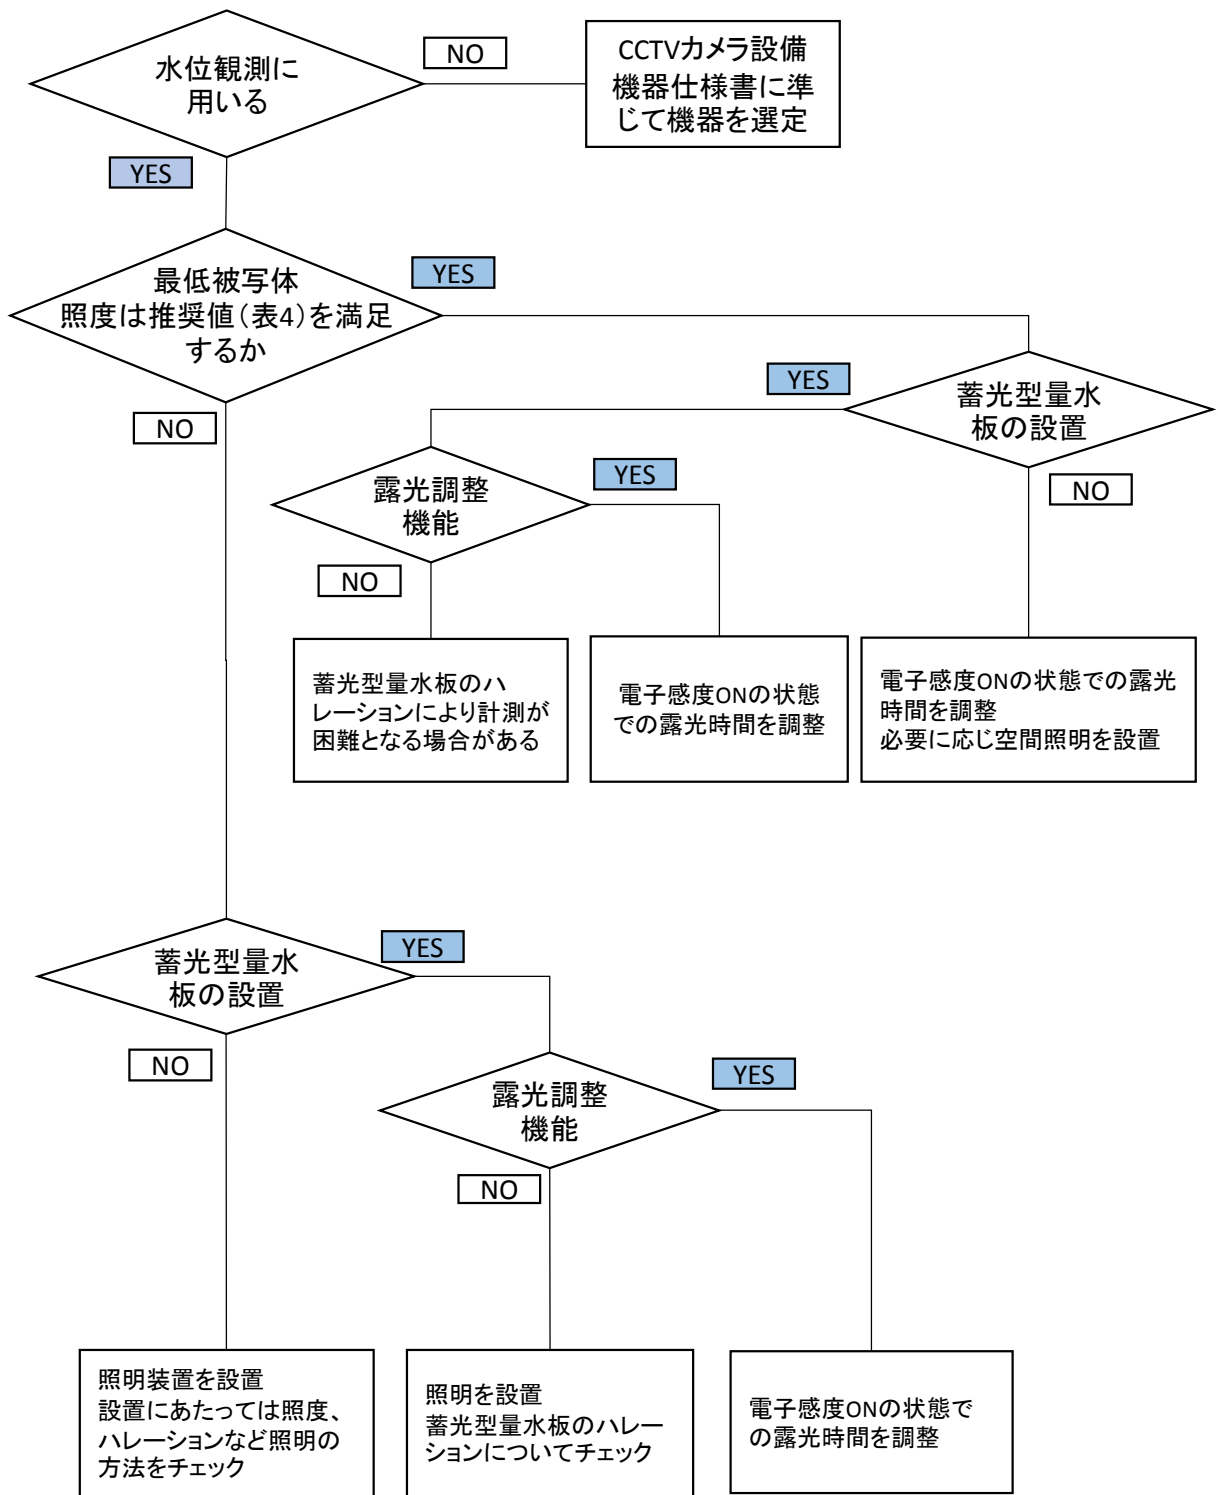 水位観測に
用いる
NO
CCTVカメラ設備
機器仕様書に準
じて機器を選定
YES
最低被写体
照度は推奨値(表4)を満足
するか
YES
NO
蓄光型量水
板の設置
YES
NO
露光調整
機能
YES
NO
蓄光型量水板のハ
レーションにより計測が
困難となる場合がある
電子感度ONの状態
での露光時間を調整
電子感度ONの状態での露光
時間を調整
必要に応じ空間照明を設置
蓄光型量水
板の設置
YES
NO
露光調整
機能
YES
NO
照明装置を設置
設置にあたっては照度、
ハレーションなど照明の
方法をチェック
照明を設置
蓄光型量水板のハレー
ションについてチェック
電子感度ONの状態で
の露光時間を調整